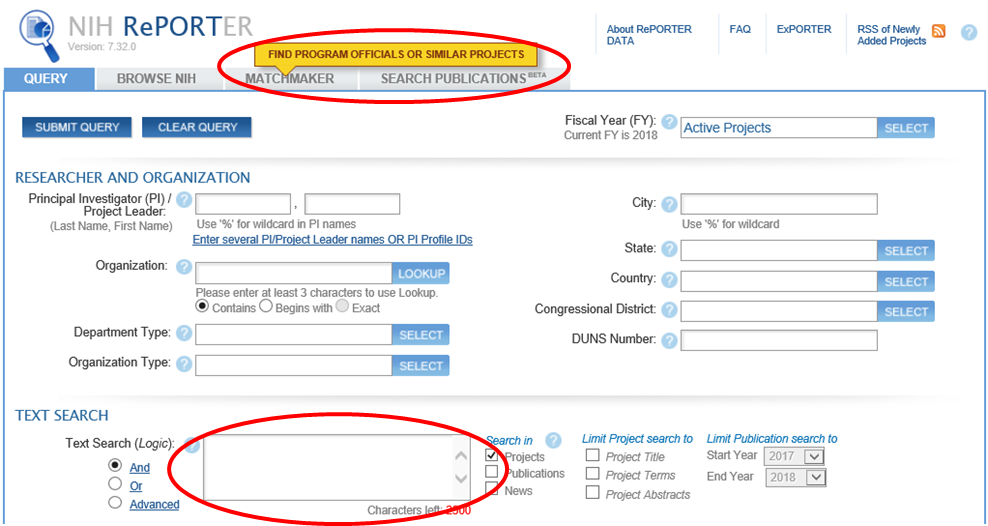 NIH RePORTER
Version: 7.32.0
About RePORTER DATA
FAQ
ExPORTER
RSS of Newly Added Projects
?
FIND PROGRAM OFFICIALS OR SIMILAR PROJECTS
QUERY
BROWSE NIH
MATCHMAKER
SEARCH PUBLICATIONS BETA
SUBMIT QUERY
CLEAR QUERY
Fiscal Year (FY): ? Active Projects SELECT
Current FY is 2018
RESEARCHER AND ORGANIZATION
Principal Investigator (PI) / Project Leader: ? ,
(Last Name, First Name)
Use '%' for wildcard in PI names
Enter several PI/Project Leader names OR PI Profile IDs
Organization: ? LOOKUP
Please enter at least 3 characters to use Lookup.
Contains Begins with Exact
Department Type: ? SELECT
Organization Type: ? SELECT
City: ?
Use '%' for wildcard
State: ? SELECT
Country: ? SELECT
Congressional District: ? SELECT
DUNS Number: ?
TEXT SEARCH
Text Search (Logic): ?
And
Or
Advanced
Characters left: 2500
Search in ?
Projects
Publications
News
Limit Project search to
Project Title
Project Terms
Project Abstracts
Limit Publication search to
Start Year 2017
End Year 2018